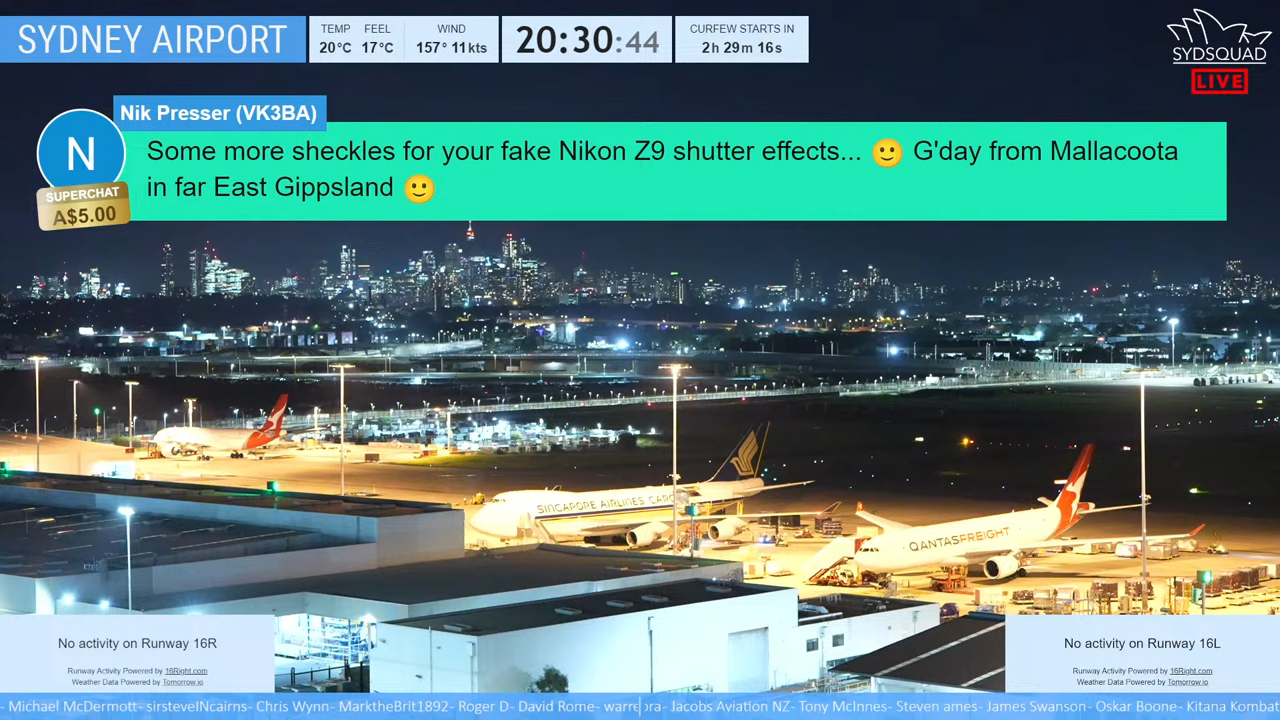 SYDNEY AIRPORT
TEMP FEEL WIND
20°C 17°C 157° 11kts
20:30:44
CURFEW STARTS IN
2h 29m 16s
SYDSQUAD
LIVE
Nik Presser (VK3BA)
N
SUPERCHAT
A$5.00
Some more sheckles for your fake Nikon Z9 shutter effects... 🙂 G'day from Mallacoota
in far East Gippsland 🙂
SINGAPORE AIRLINES CARGO
QANTASFREIGHT
No activity on Runway 16R
Runway Activity Powered by 16Right.com
Weather Data Powered by Tomorrow.io
No activity on Runway 16L
Runway Activity Powered by 16Right.com
Weather Data Powered by Tomorrow.io
- Michael McDermott- sirsteveINcairns- Chris Wynn- MarktheBrit1892- Roger D- David Rome- Jacobs Aviation NZ- Tony McInnes- Steven ames- James Swanson- Oskar Boone- Kitana Kombat